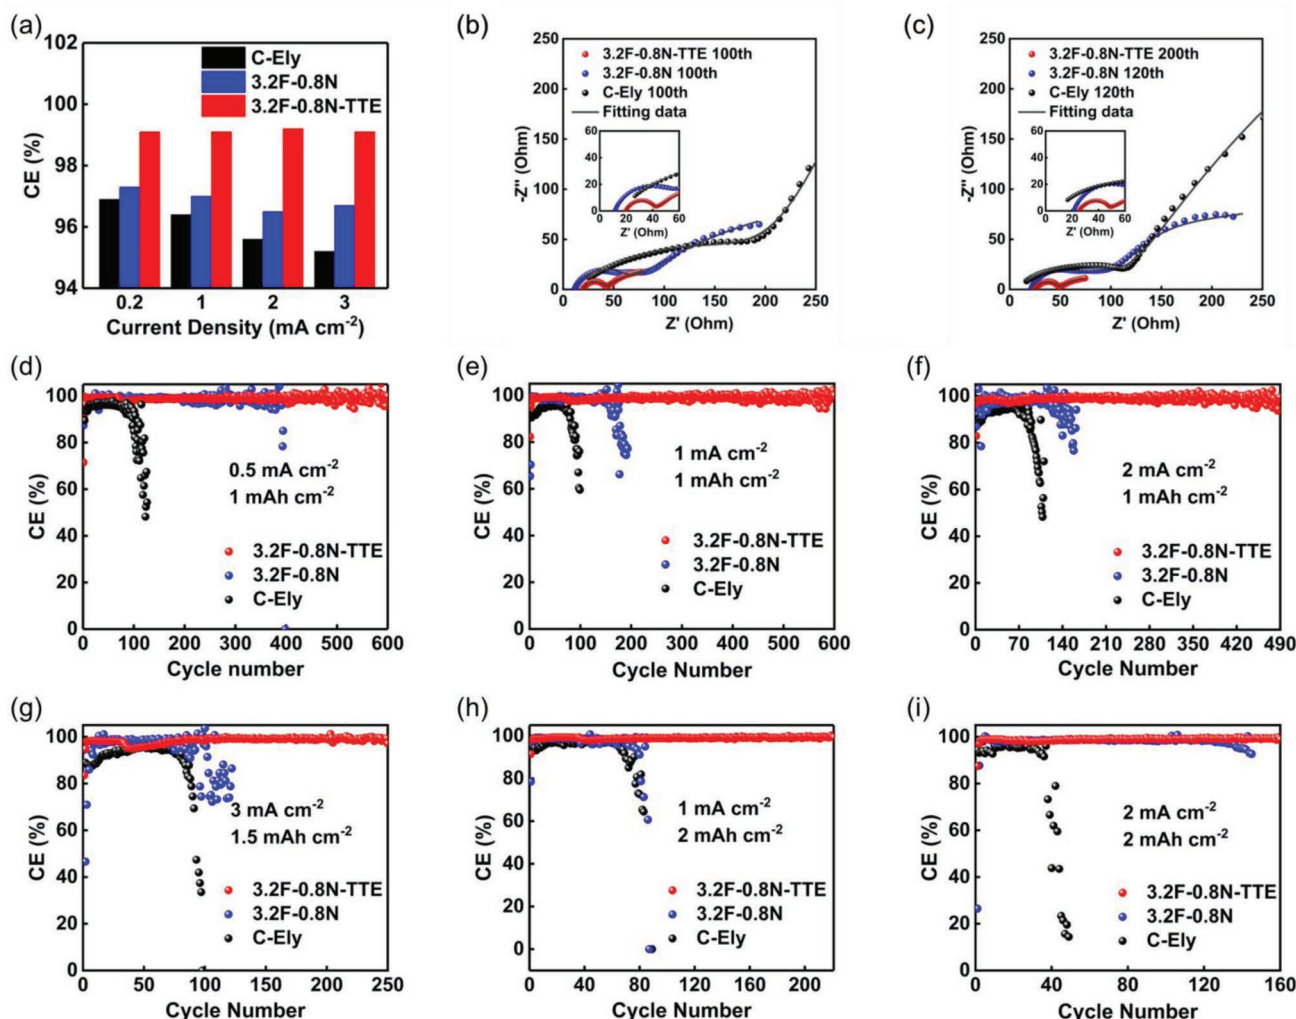 (a)
102
100
99
98
97
96
94
CE (%)
C-Ely
3.2F-0.8N
3.2F-0.8N-TTE
0.2 1 2 3
Current Density (mA cm-2)
(b)
250
200
150
100
50
0
-Z'' (Ohm)
3.2F-0.8N-TTE 100th
3.2F-0.8N 100th
C-Ely 100th
Fitting data
60
40
20
0
0 20 40 60
Z' (Ohm)
0 50 100 150 200 250
Z' (Ohm)
(c)
250
200
150
100
50
0
-Z'' (Ohm)
3.2F-0.8N-TTE 200th
3.2F-0.8N 120th
C-Ely 120th
Fitting data
60
40
20
0
0 20 40 60
Z' (Ohm)
0 50 100 150 200 250
Z' (Ohm)
(d)
100
80
60
40
20
0
CE (%)
0.5 mA cm-2
1 mAh cm-2
3.2F-0.8N-TTE
3.2F-0.8N
C-Ely
0 100 200 300 400 500 600
Cycle number
(e)
100
80
60
40
20
0
CE (%)
1 mA cm-2
1 mAh cm-2
3.2F-0.8N-TTE
3.2F-0.8N
C-Ely
0 100 200 300 400 500 600
Cycle Number
(f)
100
80
60
40
20
0
CE (%)
2 mA cm-2
1 mAh cm-2
3.2F-0.8N-TTE
3.2F-0.8N
C-Ely
0 70 140 210 280 350 420 490
Cycle Number
(g)
100
80
60
40
20
0
CE (%)
3 mA cm-2
1.5 mAh cm-2
3.2F-0.8N-TTE
3.2F-0.8N
C-Ely
0 50 100 150 200 250
Cycle Number
(h)
100
80
60
40
20
0
CE (%)
1 mA cm-2
2 mAh cm-2
3.2F-0.8N-TTE
3.2F-0.8N
C-Ely
0 40 80 120 160 200
Cycle Number
(i)
100
80
60
40
20
0
CE (%)
2 mA cm-2
2 mAh cm-2
3.2F-0.8N-TTE
3.2F-0.8N
C-Ely
0 40 80 120 160
Cycle Number